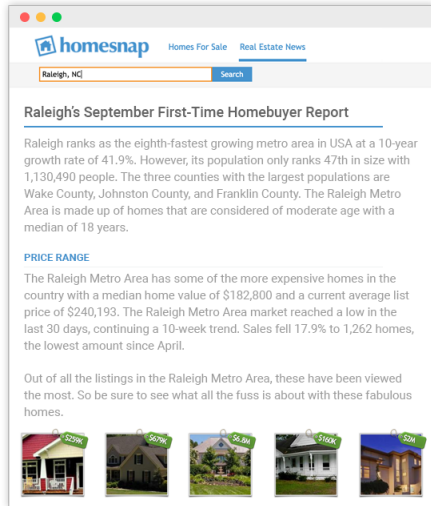 homesnap
Homes For Sale
Real Estate News
Raleigh, NC
Search
Raleigh's September First-Time Homebuyer Report
Raleigh ranks as the eighth-fastest growing metro area in USA at a 10-year
growth rate of 41.9%. However, its population only ranks 47th in size with
1,130,490 people. The three counties with the largest populations are
Wake County, Johnston County, and Franklin County. The Raleigh Metro
Area is made up of homes that are considered of moderate age with a
median of 18 years.
PRICE RANGE
The Raleigh Metro Area has some of the more expensive homes in the
country with a median home value of $182,800 and a current average list
price of $240,193. The Raleigh Metro Area market reached a low in the
last 30 days, continuing a 10-week trend. Sales fell 17.9% to 1,262 homes,
the lowest amount since April.
Out of all the listings in the Raleigh Metro Area, these have been viewed
the most. So be sure to see what all the fuss is about with these fabulous
homes.
$259K
$679K
$6.8M
$160K
$2M